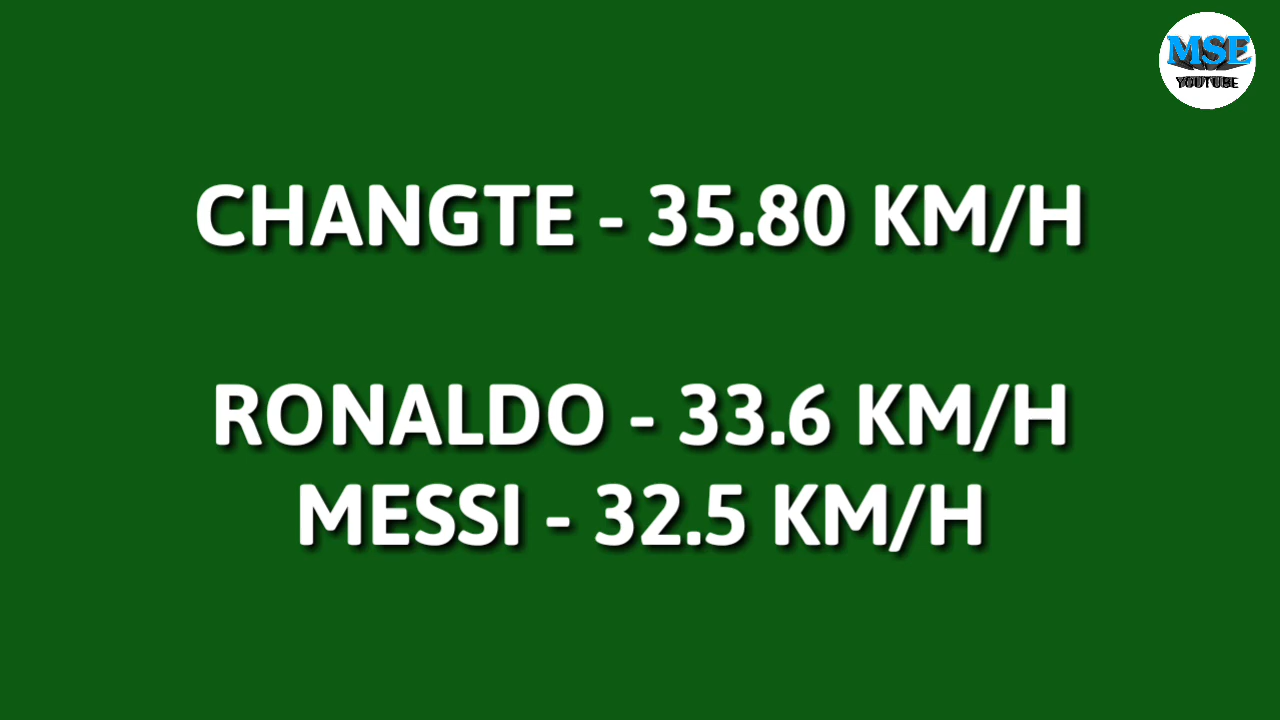 MSE
YOUTUBE
CHANGTE - 35.80 KM/H
RONALDO - 33.6 KM/H
MESSI - 32.5 KM/H